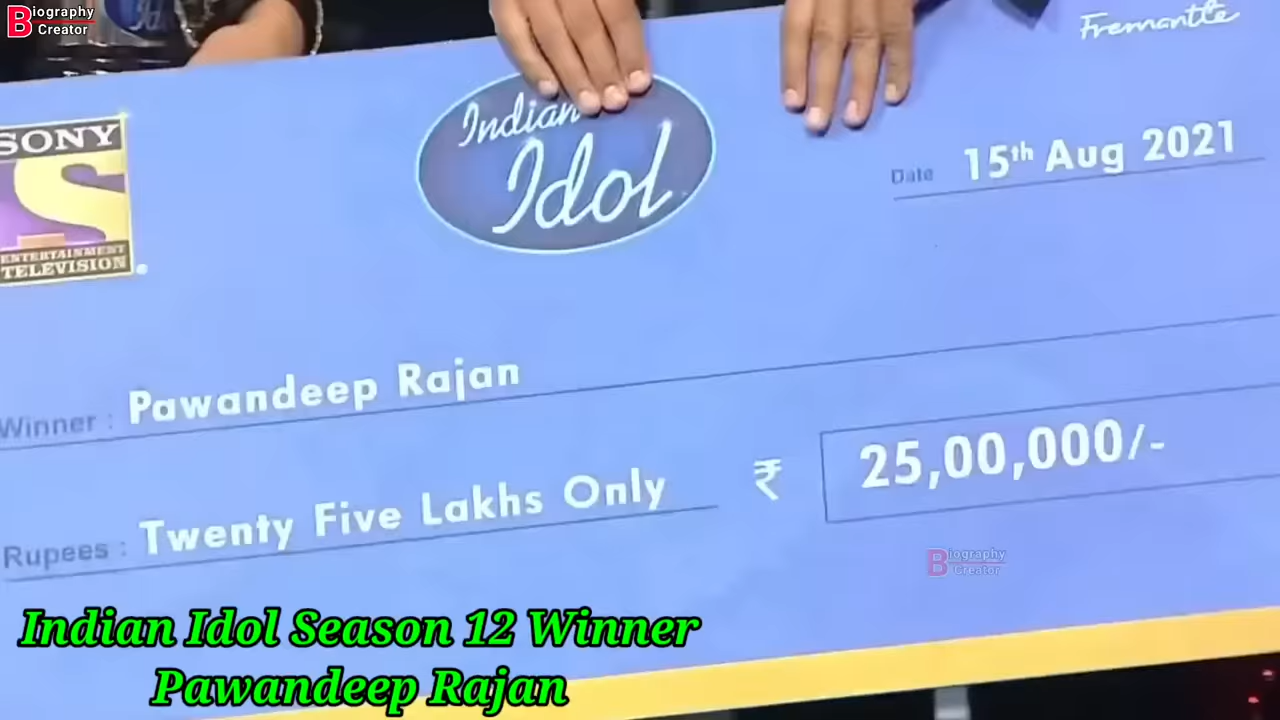 Biography
Creator
Fremantle
SONY
S
ENTERTAINMENT
TELEVISION
Indian
Idol
Date 15th Aug 2021
Winner : Pawandeep Rajan
Rupees : Twenty Five Lakhs Only ₹ 25,00,000/-
Biography
Creator
Indian Idol Season 12 Winner
Pawandeep Rajan